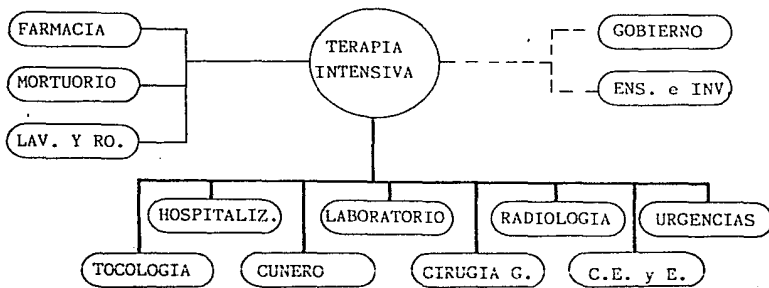 FARMACIA
MORTUORIO
LAV. Y RO.
TERAPIA
INTENSIVA
GOBIERNO
ENS. e INV
HOSPITALIZ.
LABORATORIO
RADIOLOGIA
URGENCIAS
TOCOLOGIA
CUNERO
CIRUGIA G.
C.E. y E.